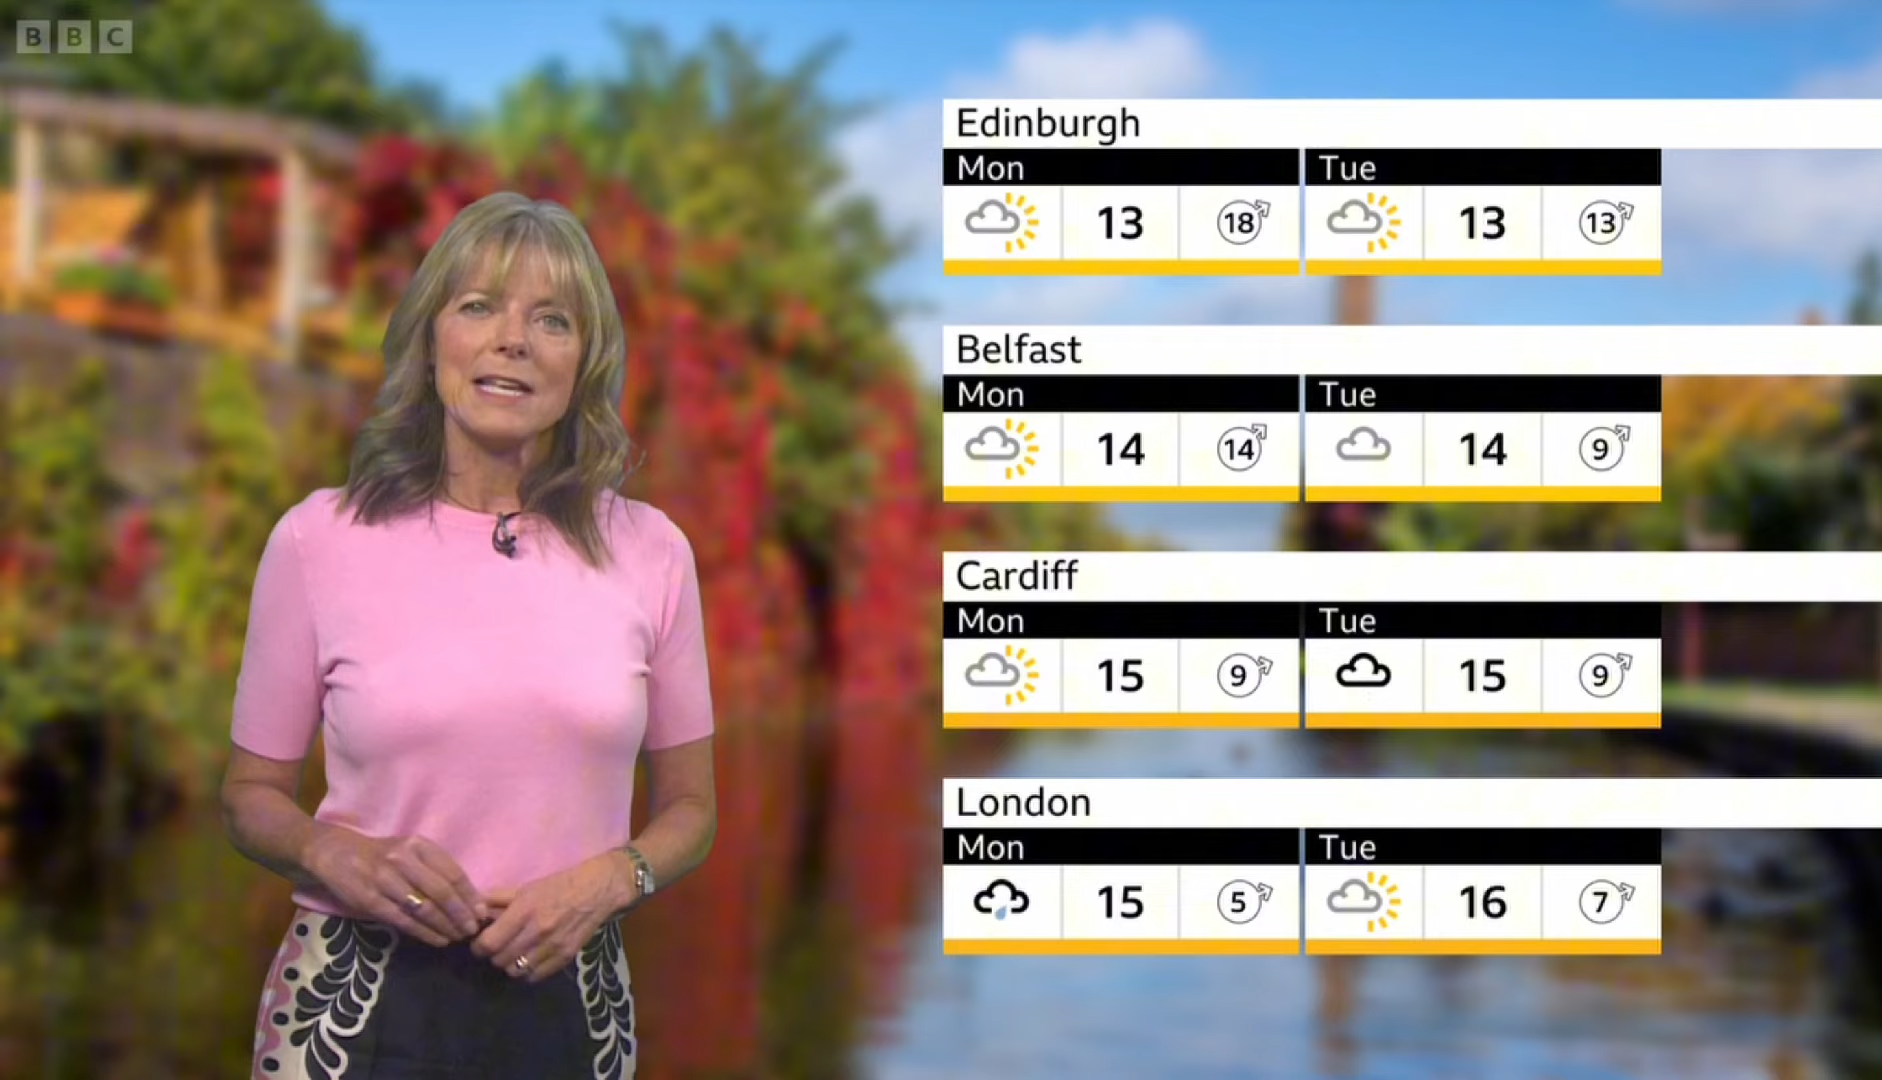 BBC
Edinburgh
Mon Tue
13 18 13 13
Belfast
Mon Tue
14 14 14 9
Cardiff
Mon Tue
15 9 15 9
London
Mon Tue
15 5 16 7